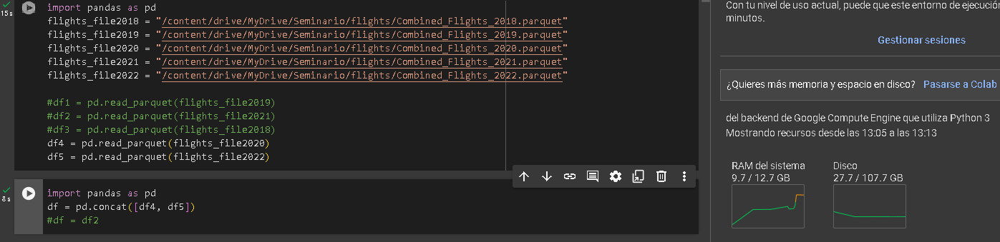 15s
import pandas as pd
flights_file2018 = "/content/drive/MyDrive/Seminario/flights/Combined_Flights_2018.parquet"
flights_file2019 = "/content/drive/MyDrive/Seminario/flights/Combined_Flights_2019.parquet"
flights_file2020 = "/content/drive/MyDrive/Seminario/flights/Combined_Flights_2020.parquet"
flights_file2021 = "/content/drive/MyDrive/Seminario/flights/Combined_Flights_2021.parquet"
flights_file2022 = "/content/drive/MyDrive/Seminario/flights/Combined_Flights_2022.parquet"
#df1 = pd.read_parquet(flights_file2019)
#df2 = pd.read_parquet(flights_file2021)
#df3 = pd.read_parquet(flights_file2018)
df4 = pd.read_parquet(flights_file2020)
df5 = pd.read_parquet(flights_file2022)
8s
import pandas as pd
df = pd.concat([df4, df5])
#df = df2
Con tu nivel de uso actual, puede que este entorno de ejecución
minutos.
Gestionar sesiones
¿Quieres más memoria y espacio en disco? Pasarse a Colab
del backend de Google Compute Engine que utiliza Python 3
Mostrando recursos desde las 13:05 a las 13:13
RAM del sistema
9.7 / 12.7 GB
Disco
27.7 / 107.7 GB